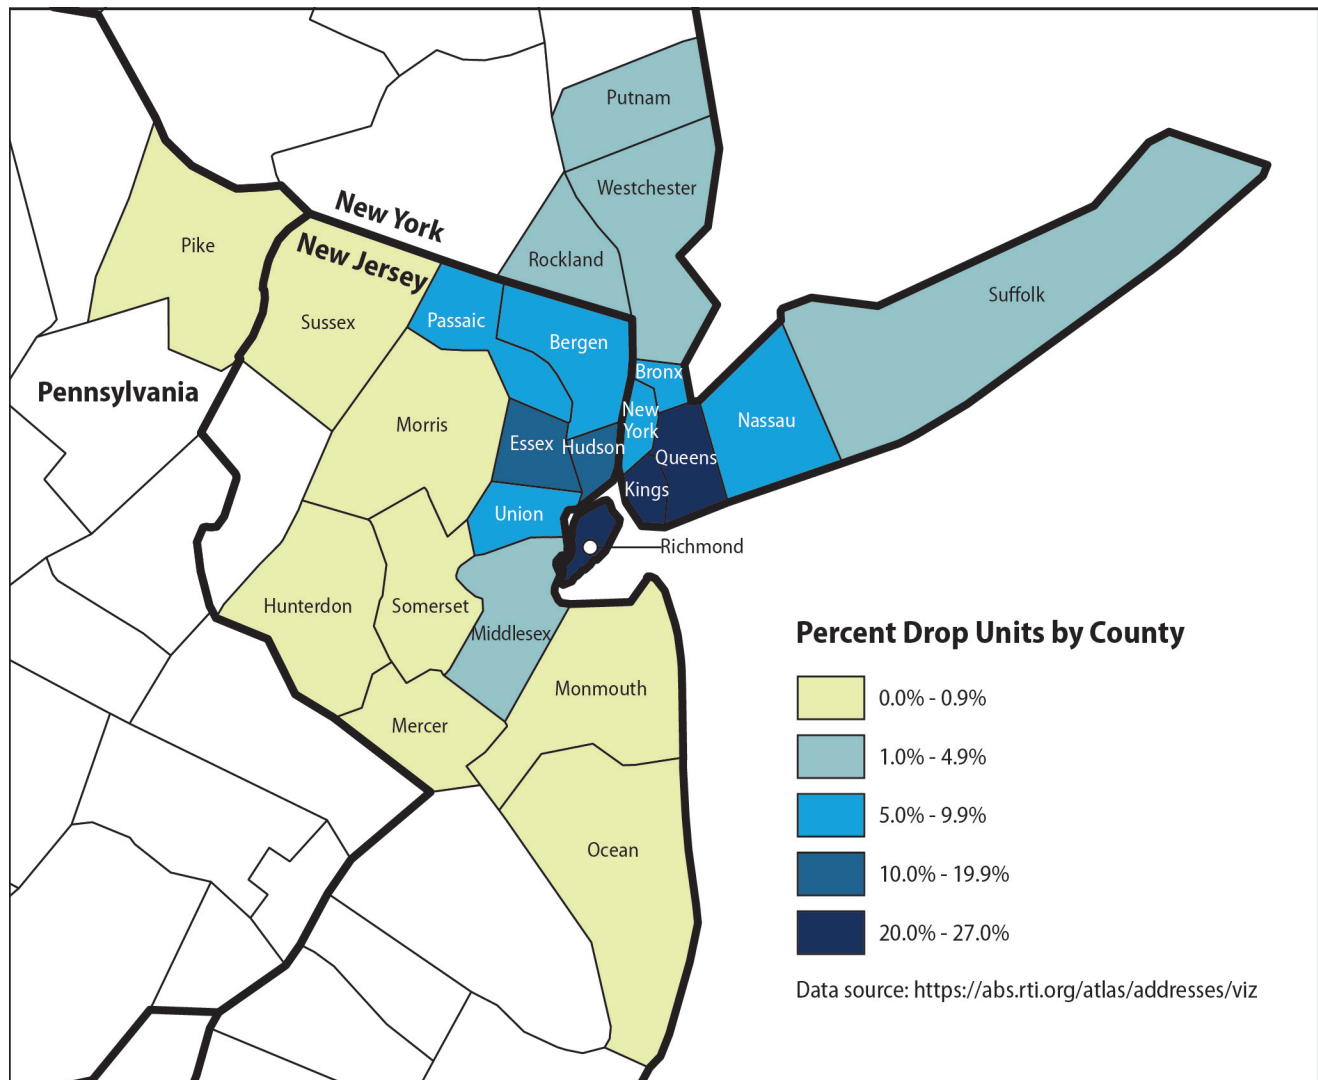 Putnam
Westchester
New York
Pike
New Jersey
Rockland
Suffolk
Sussex
Passaic
Bergen
Bronx
Pennsylvania
New
York
Nassau
Morris
Essex
Hudson
Queens
Kings
Union
Richmond
Hunterdon
Somerset
Middlesex
Monmouth
Mercer
Ocean
Percent Drop Units by County
0.0% - 0.9%
1.0% - 4.9%
5.0% - 9.9%
10.0% - 19.9%
20.0% - 27.0%
Data source: https://abs.rti.org/atlas/addresses/viz